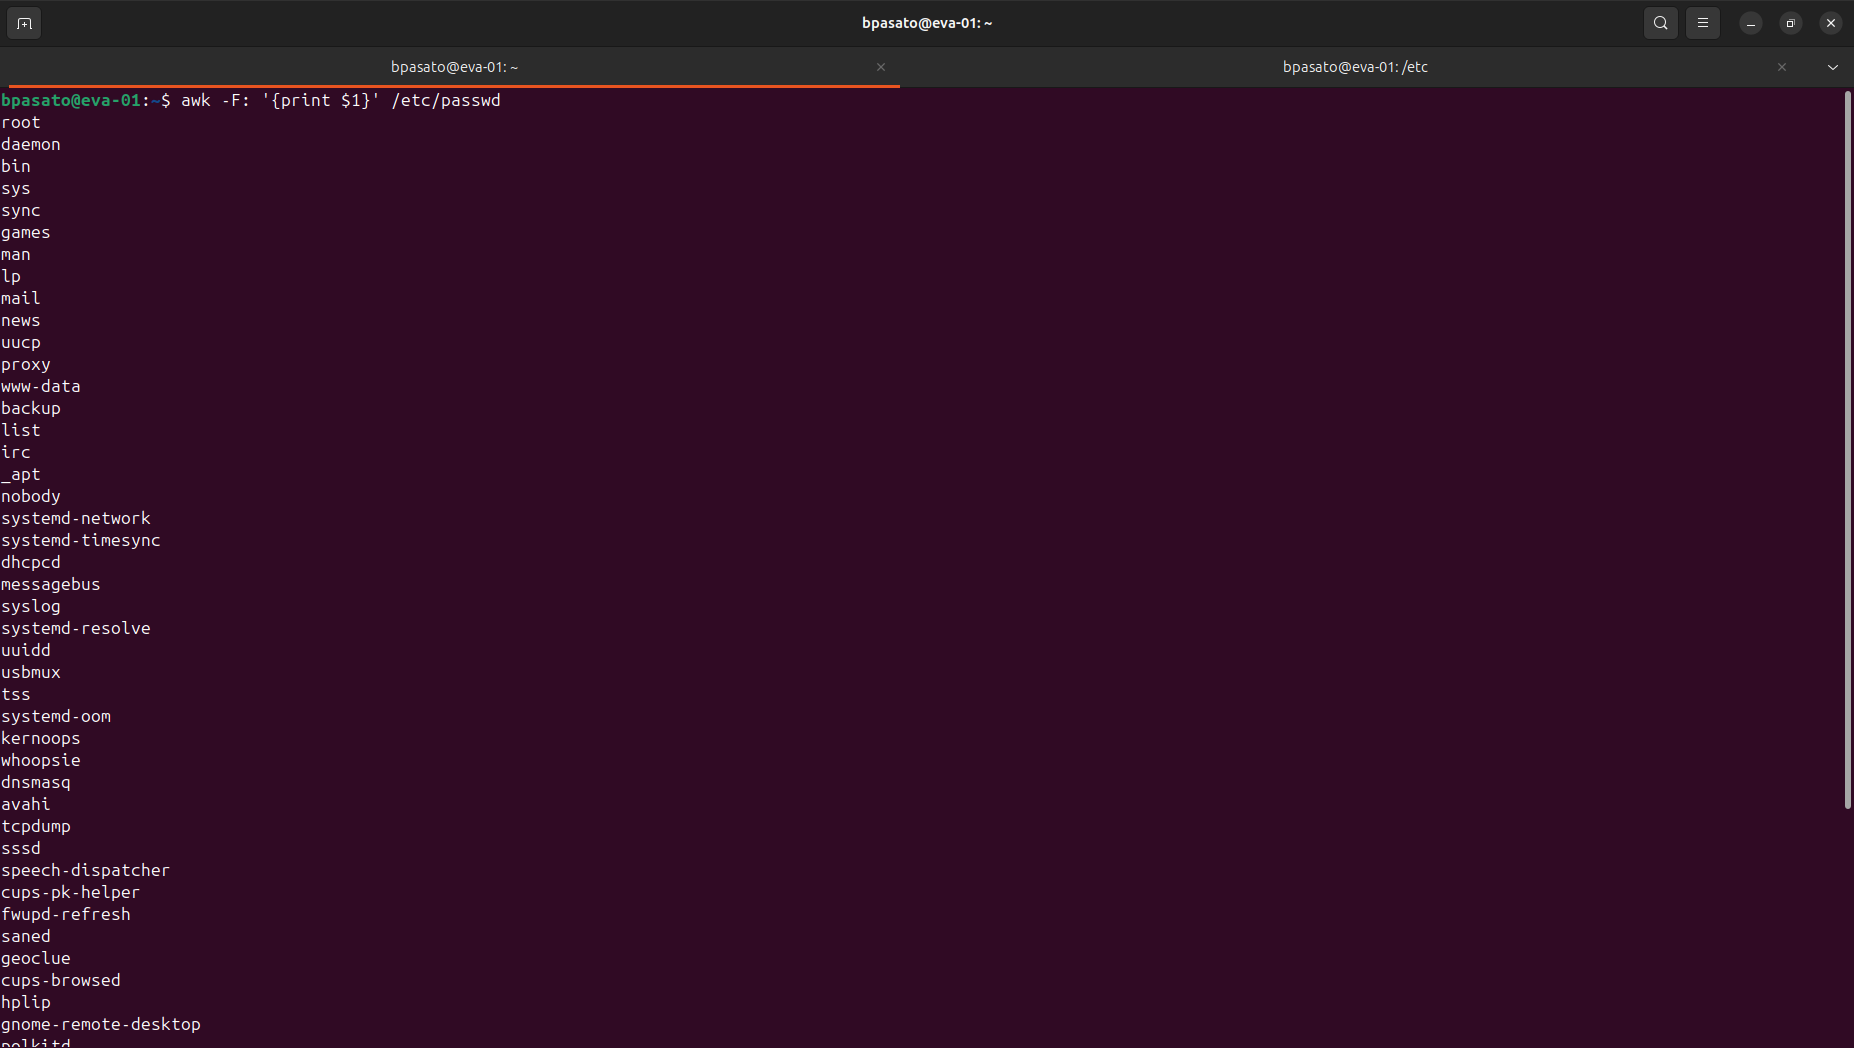 bpasato@eva-01: ~
bpasato@eva-01: ~
bpasato@eva-01: /etc
bpasato@eva-01:~$ awk -F: '{print $1}' /etc/passwd
root
daemon
bin
sys
sync
games
man
lp
mail
news
uucp
proxy
www-data
backup
list
irc
_apt
nobody
systemd-network
systemd-timesync
dhcpcd
messagebus
syslog
systemd-resolve
uuidd
usbmux
tss
systemd-oom
kernoops
whoopsie
dnsmasq
avahi
tcpdump
sssd
speech-dispatcher
cups-pk-helper
fwupd-refresh
saned
geoclue
cups-browsed
hplip
gnome-remote-desktop
polkitd